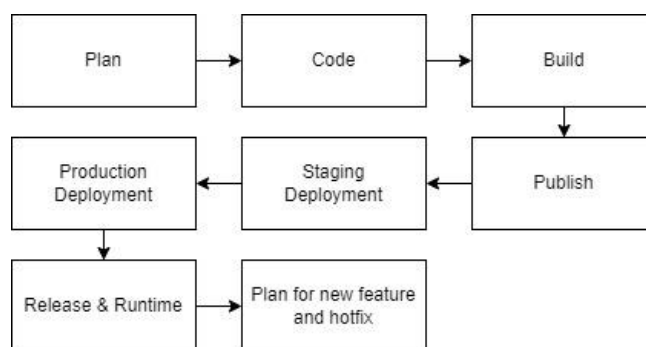 Plan
Code
Build
Production
Deployment
Staging
Deployment
Publish
Release & Runtime
Plan for new feature
and hotfix